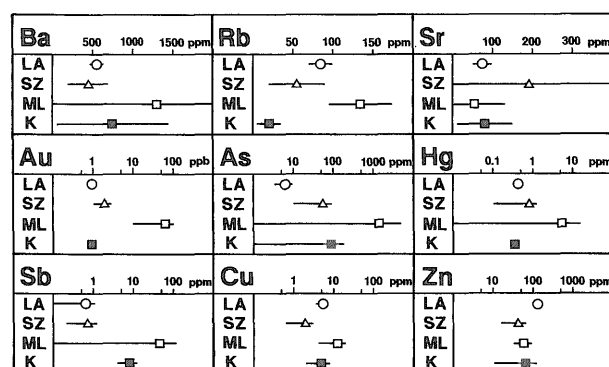 Ba 500 1000 1500 ppm Rb 50 150 ppm Sr 100 200 300 ppm
LA LA LA
SZ SZ SZ
ML ML ML
K K K
Au 1 10 100 ppb As 10 100 1000 ppm Hg 0.1 1 10 ppm
LA LA LA
SZ SZ SZ
ML ML ML
K K K
Sb 1 10 100 ppm Cu 1 10 100 ppm Zn 10 100 1000 ppm
LA LA LA
SZ SZ SZ
ML ML ML
K K K